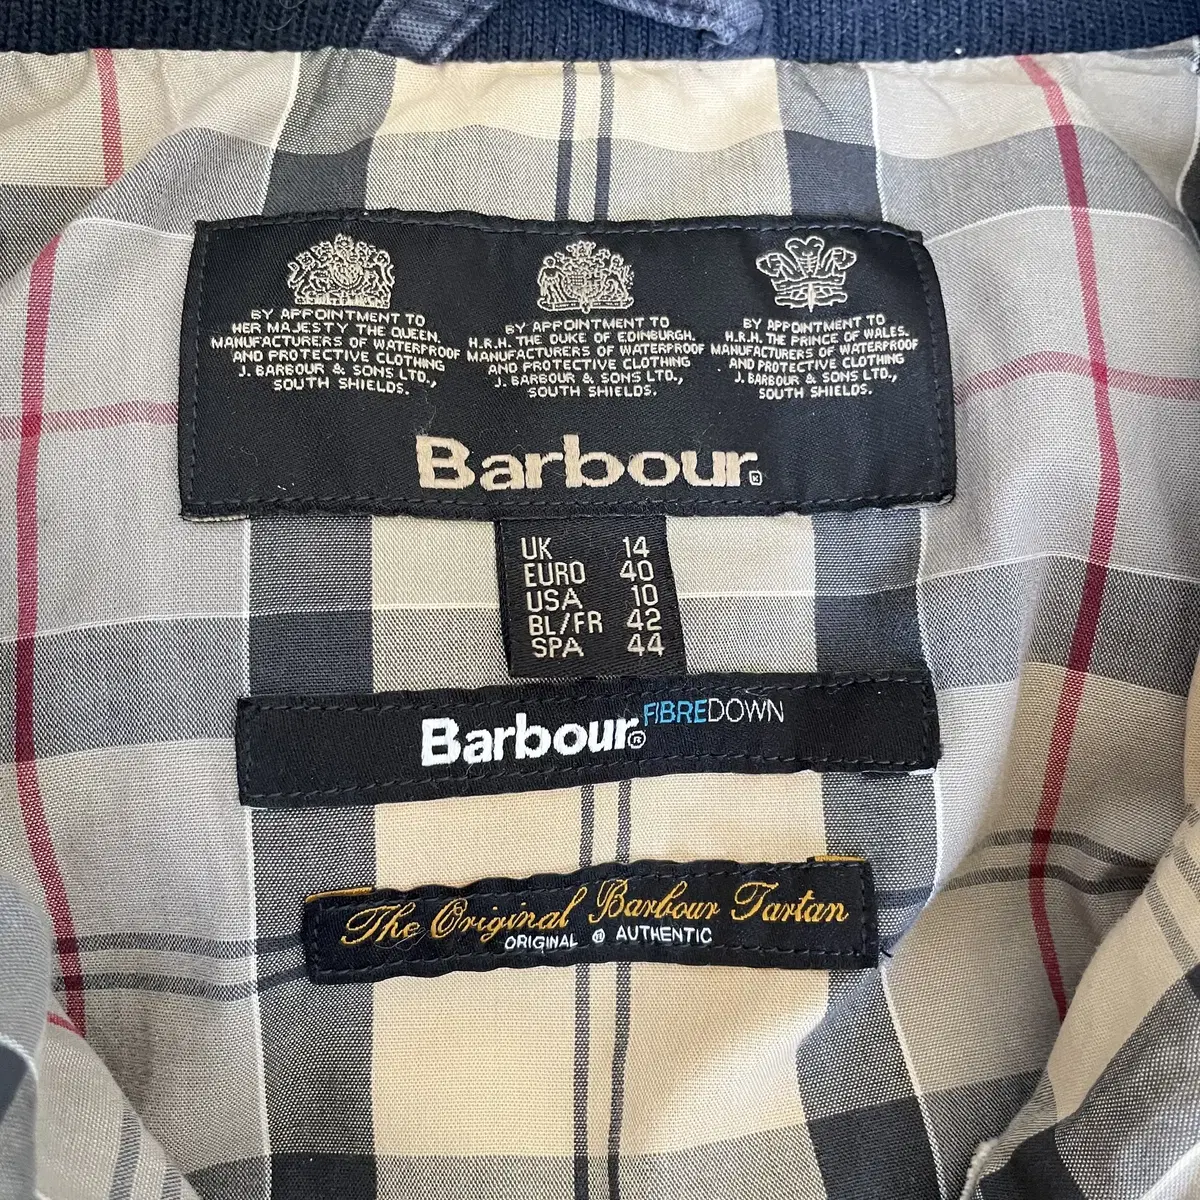 BY APPOINTMENT TO
HER MAJESTY THE QUEEN.
MANUFACTURERS OF WATERPROOF
AND PROTECTIVE CLOTHING
J. BARBOUR & SONS LTD.,
SOUTH SHIELDS.
BY APPOINTMENT TO
H.R.H. THE DUKE OF EDINBURGH.
MANUFACTURERS OF WATERPROOF
AND PROTECTIVE CLOTHING
J. BARBOUR & SONS LTD.,
SOUTH SHIELDS.
BY APPOINTMENT TO
H.R.H. THE PRINCE OF WALES.
MANUFACTURERS OF WATERPROOF
AND PROTECTIVE CLOTHING
J. BARBOUR & SONS LTD.,
SOUTH SHIELDS.
Barbour®
UK 14
EURO 40
USA 10
BL/FR 42
SPA 44
Barbour® FIBREDOWN
The Original Barbour Tartan
ORIGINAL ® AUTHENTIC